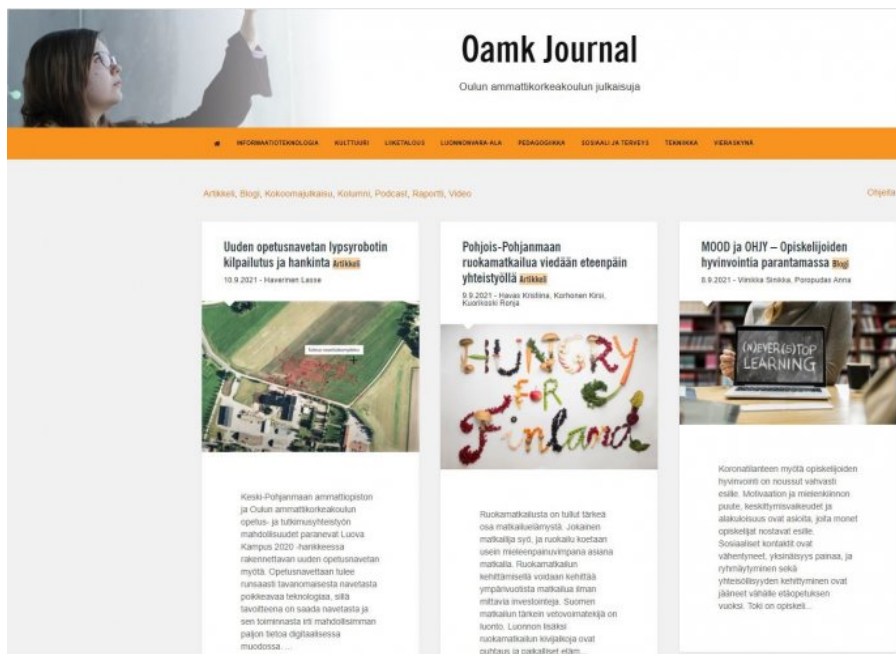 Oamk Journal
Oulun ammattikorkeakoulun julkaisuja
INFORMAATIOTEKNOLOGIA KULTTUURI LIIKETALOUS LUONNONVARA-ALA PEDAGOGIIKKA SOSIAALI JA TERVEYS TEKNIIKKA VIERASKYNÄ
Artikkeli, Blogi, Kokoomajulkaisu, Kolumni, Podcast, Raportti, Video
Ohjeita
Uuden opetusnavetan lypsyrobotin
kilpailutus ja hankinta Artikkeli
10.9.2021 - Haverinen Lasse
Keski-Pohjanmaan ammattiopiston
ja Oulun ammattikorkeakoulun
opetus- ja tutkimusyhteistyön
mahdollisuudet paranevat Luova
Kampus 2020 -hankkeessa
rakennettavan uuden opetusnavetan
myötä. Opetusnavettaan tulee
runsaasti tavanomaisesta navetasta
poikkeavaa teknologiaa, sillä
tavoitteena on saada navetasta ja
sen toiminnasta irti mahdollisimman
paljon tietoa digitaalisessa
muodossa. ...
Pohjois-Pohjanmaan
ruokamatkailua viedään eteenpäin
yhteistyöllä Artikkeli
9.9.2021 - Havas Kristiina, Korhonen Kirsi,
Kuorikoski Ronja
HUNGRY
FOR
Finland
Ruokamatkailusta on tullut tärkeä
osa matkailuelämystä. Jokainen
matkailija syö, ja ruokailu koetaan
usein mieleenpainuvimpana asiana
matkalla. Ruokamatkailun
kehittämisellä voidaan kehittää
ympärivuotista matkailua ilman
mittavia investointeja. Suomen
matkailun tärkein vetovoimatekijä on
luonto. Luonnon lisäksi
ruokamatkailun kivijalkoja ovat
puhtaus ja paikalliset eläm...
MOOD ja OHJY – Opiskelijoiden
hyvinvointia parantamassa Blogi
8.9.2021 - Vinkka Sinikka, Poropudas Anna
(N)EVER (S)TOP
LEARNING
Koronatilanteen myötä opiskelijoiden
hyvinvointi on noussut vahvasti
esille. Motivaation ja mielenkiinnon
puute, keskittymisvaikeudet ja
alakuloisuus ovat asioita, joita monet
opiskelijat nostavat esille.
Sosiaaliset kontaktit ovat
vähentyneet, yksinäisyys painaa, ja
ryhmäytyminen sekä
yhteisöllisyyden kehittyminen ovat
jääneet vähälle etäopetuksen
vuoksi. Toki on opiskeli...